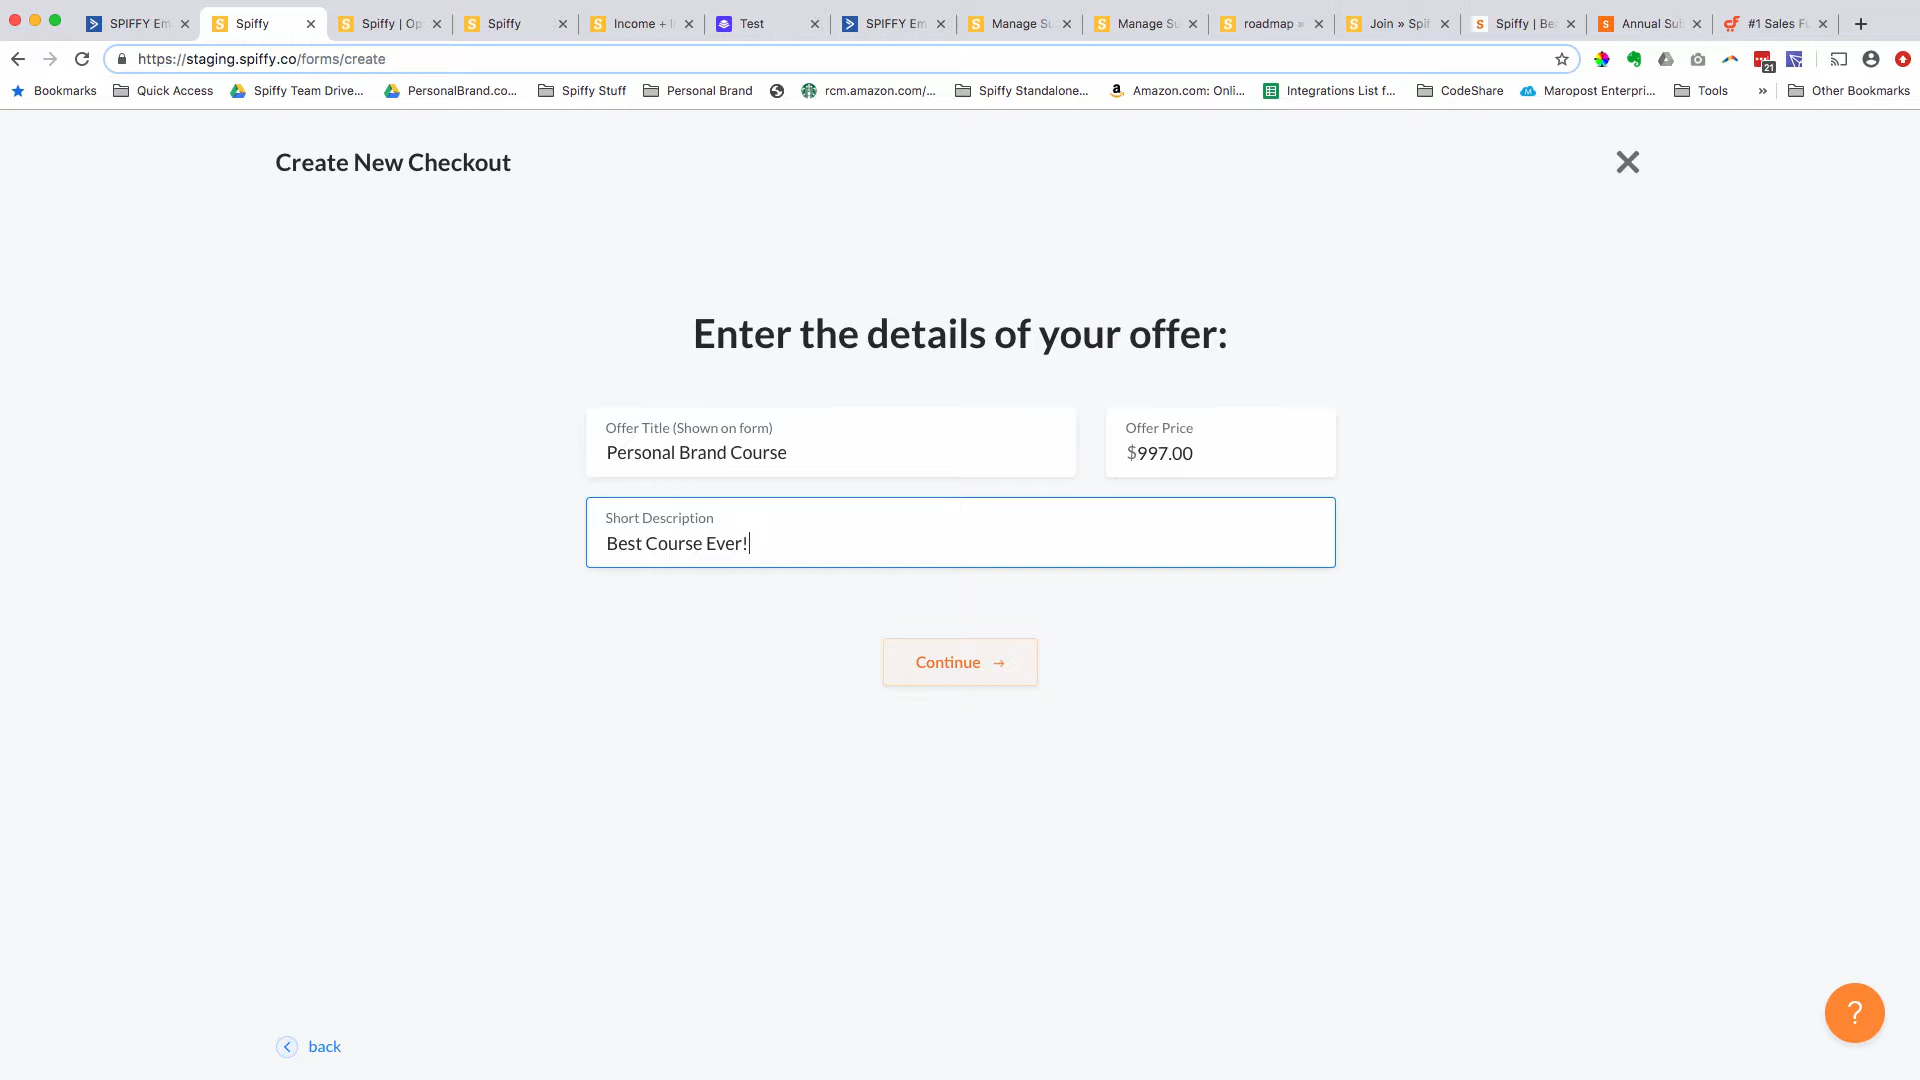 SPIFFY Em
Spiffy
Spiffy | Op
Spiffy
Income + I
Test
SPIFFY Em
Manage Su
Manage Su
roadmap »
Join » Spif
Spiffy | Be
Annual Sub
#1 Sales Fu
https://staging.spiffy.co/forms/create
21
Bookmarks
Quick Access
Spiffy Team Drive...
PersonalBrand.co...
Spiffy Stuff
Personal Brand
rcm.amazon.com/...
Spiffy Standalone...
Amazon.com: Onli...
Integrations List f...
CodeShare
Maropost Enterpri...
Tools
»
Other Bookmarks
Create New Checkout
Enter the details of your offer:
Offer Title (Shown on form)
Personal Brand Course
Offer Price
$997.00
Short Description
Best Course Ever!
Continue →
?
back